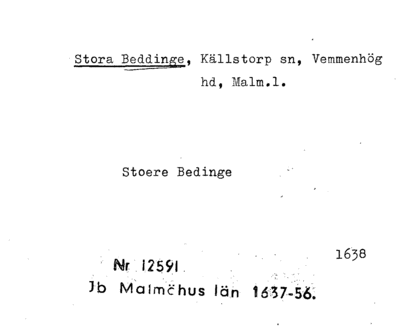 Stora Beddinge, Källstorp sn, Vemmenhög
hd, Malm.l.
Stoere Bedinge
1638
Nr 12591
Jb Malmöhus län 1637-56.